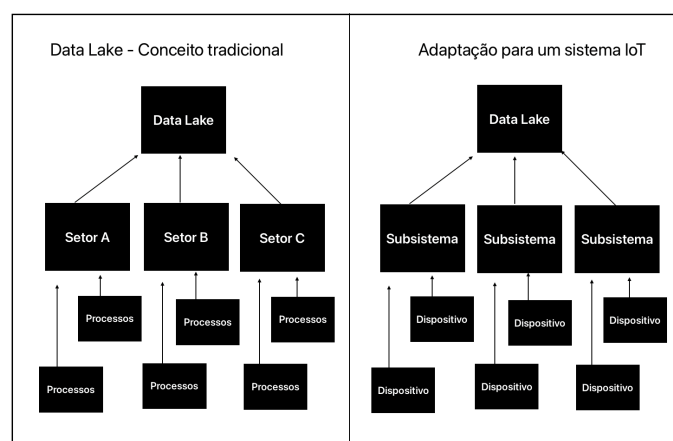 Data Lake - Conceito tradicional
Data Lake
Setor A
Setor B
Setor C
Processos
Processos
Processos
Processos
Processos
Processos
Adaptação para um sistema IoT
Data Lake
Subsistema
Subsistema
Subsistema
Dispositivo
Dispositivo
Dispositivo
Dispositivo
Dispositivo
Dispositivo